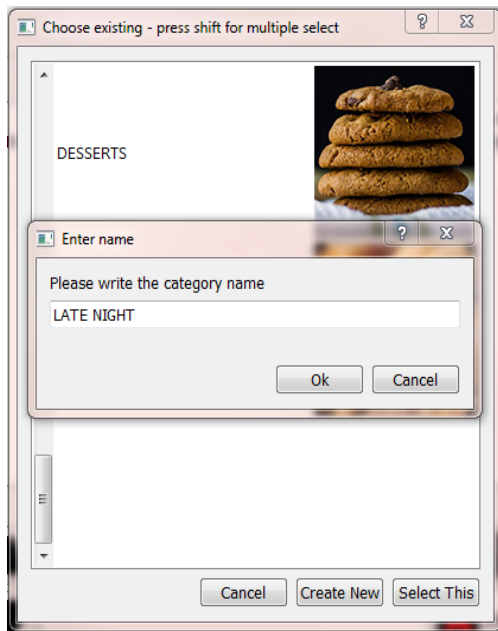 Choose existing - press shift for multiple select
DESSERTS
Enter name
Please write the category name
LATE NIGHT
Ok
Cancel
Cancel
Create New
Select This